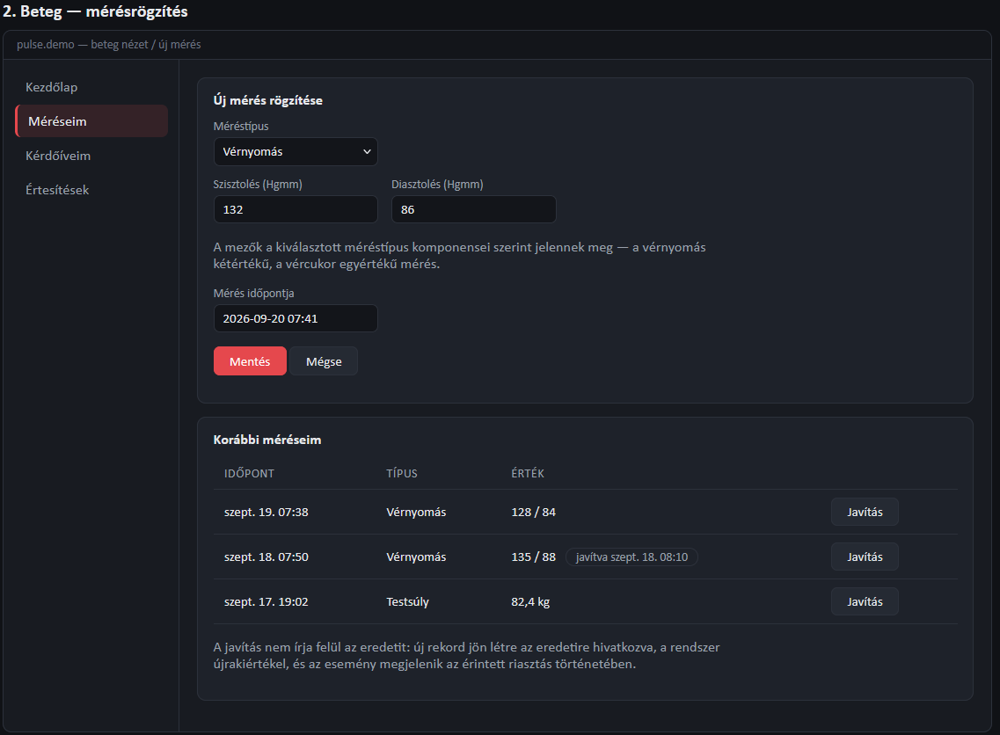 2. Beteg — mérésrögzítés
pulse.demo — beteg nézet / új mérés
Kezdőlap
Méréseim
Kérdőíveim
Értesítések
Új mérés rögzítése
Méréstípus
Vérnyomás
Szisztolés (Hgmm) Diasztolés (Hgmm)
132 86
A mezők a kiválasztott méréstípus komponensei szerint jelennek meg — a vérnyomás
kétértékű, a vércukor egyértékű mérés.
Mérés időpontja
2026-09-20 07:41
Mentés Mégse
Korábbi méréseim
IDŐPONT TÍPUS ÉRTÉK
szept. 19. 07:38 Vérnyomás 128 / 84 Javítás
szept. 18. 07:50 Vérnyomás 135 / 88 javítva szept. 18. 08:10 Javítás
szept. 17. 19:02 Testsúly 82,4 kg Javítás
A javítás nem írja felül az eredetit: új rekord jön létre az eredetire hivatkozva, a rendszer
újrakiértékel, és az esemény megjelenik az érintett riasztás történetében.